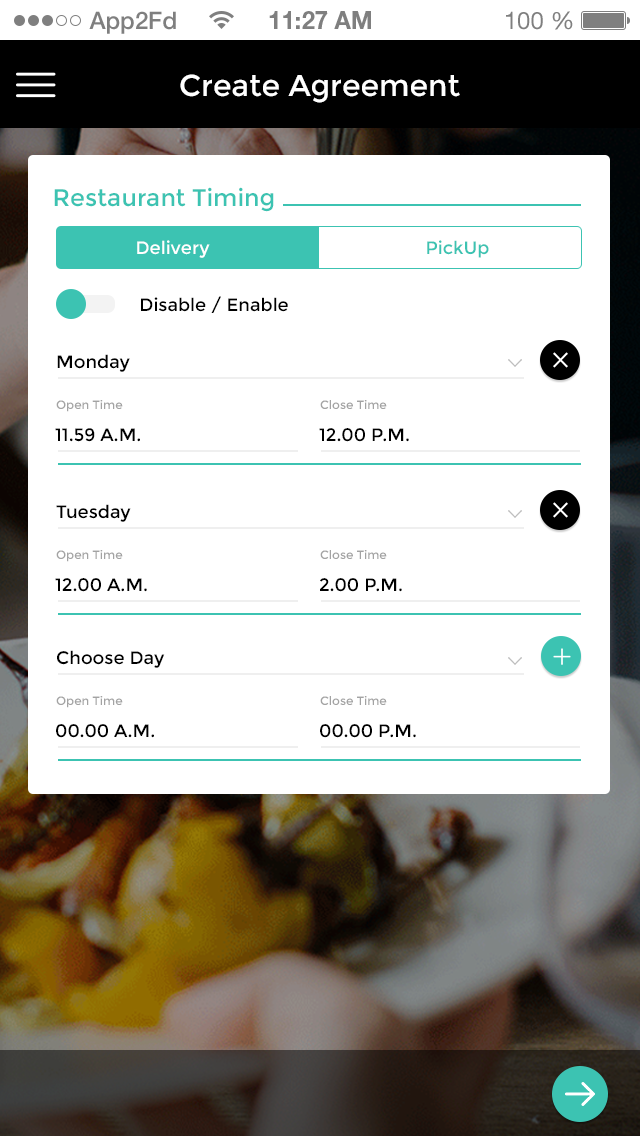 App2Fd 11:27 AM 100 %
Create Agreement
Restaurant Timing
Delivery PickUp
Disable / Enable
Monday
Open Time Close Time
11.59 A.M. 12.00 P.M.
Tuesday
Open Time Close Time
12.00 A.M. 2.00 P.M.
Choose Day
Open Time Close Time
00.00 A.M. 00.00 P.M.